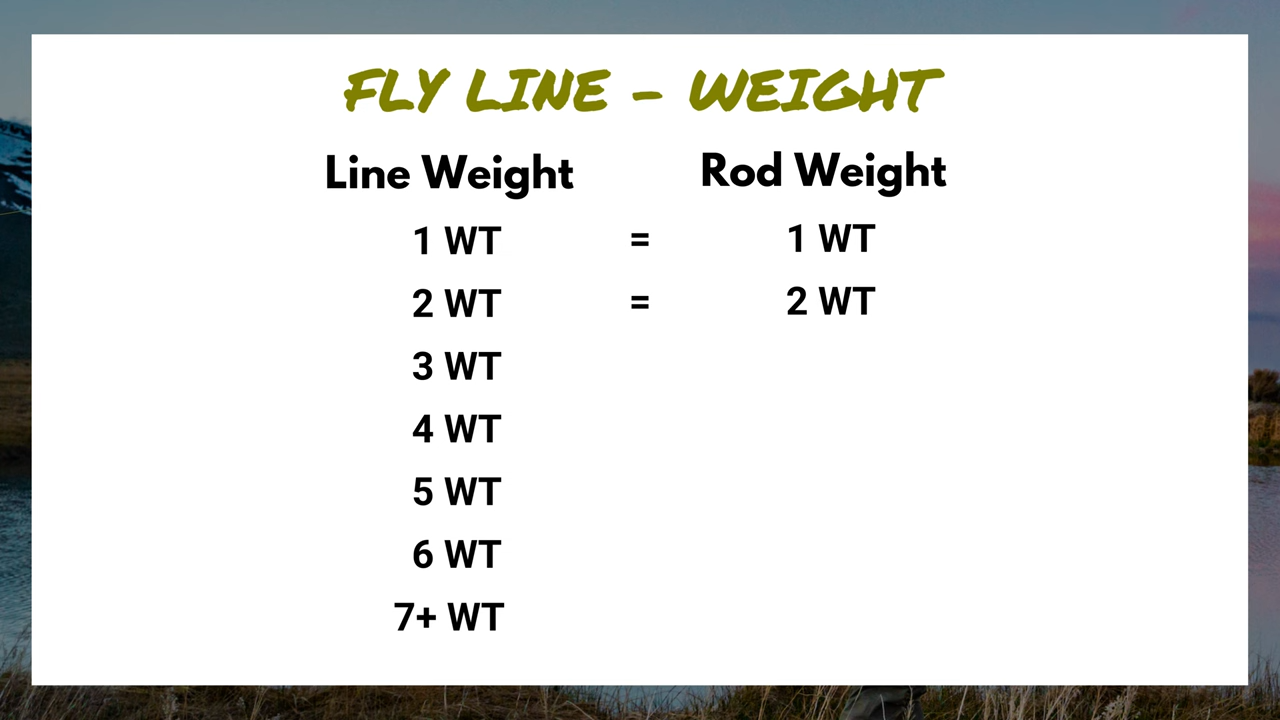 FLY LINE - WEIGHT
Line Weight Rod Weight
1 WT = 1 WT
2 WT = 2 WT
3 WT
4 WT
5 WT
6 WT
7+ WT